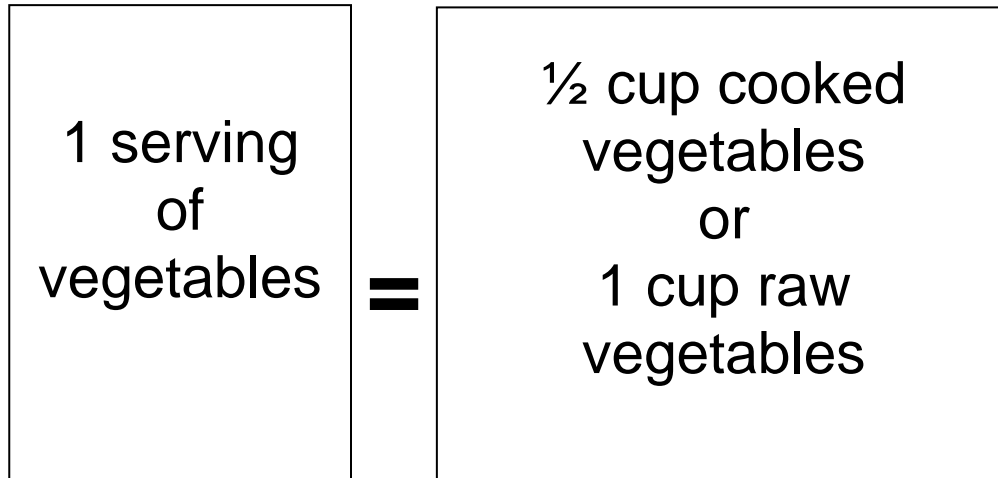 1 serving
of
vegetables
=
½ cup cooked
vegetables
or
1 cup raw
vegetables